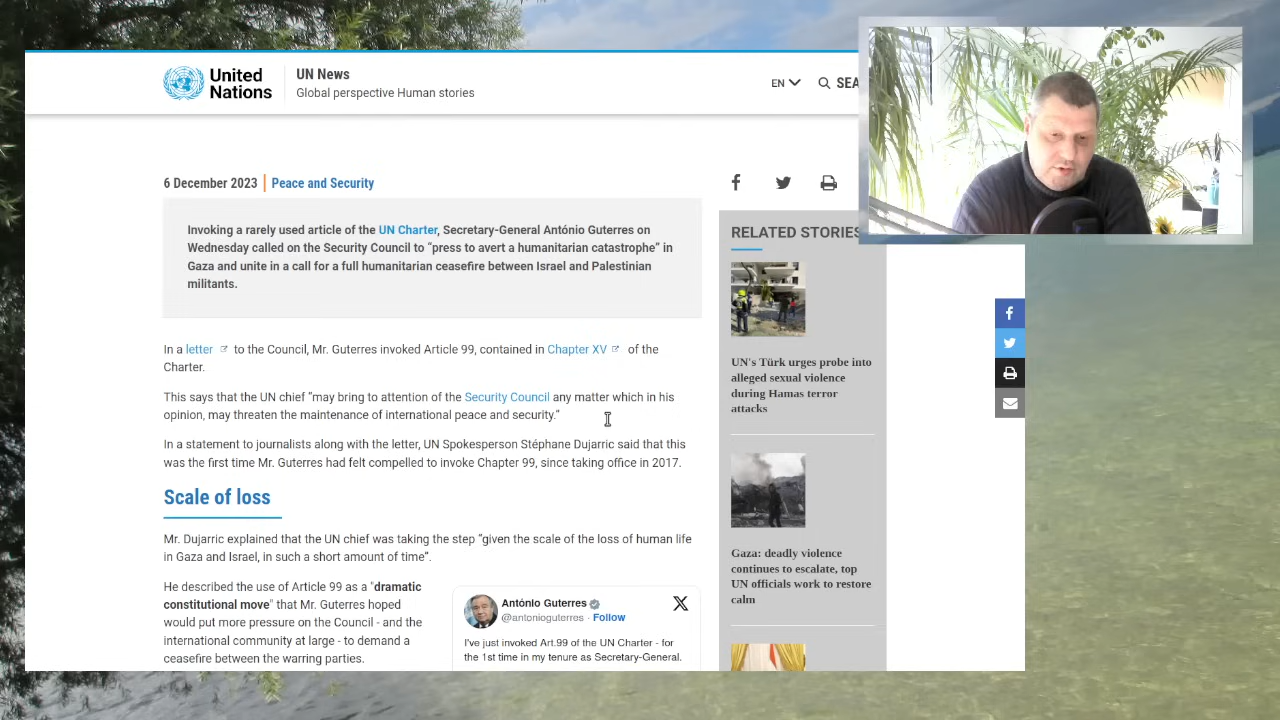 United
Nations
UN News
Global perspective Human stories
EN
SEA
6 December 2023
Peace and Security
Invoking a rarely used article of the UN Charter, Secretary-General António Guterres on
Wednesday called on the Security Council to “press to avert a humanitarian catastrophe” in
Gaza and unite in a call for a full humanitarian ceasefire between Israel and Palestinian
militants.
In a letter to the Council, Mr. Guterres invoked Article 99, contained in Chapter XV of the
Charter.
This says that the UN chief “may bring to attention of the Security Council any matter which in his
opinion, may threaten the maintenance of international peace and security.”
In a statement to journalists along with the letter, UN Spokesperson Stéphane Dujarric said that this
was the first time Mr. Guterres had felt compelled to invoke Chapter 99, since taking office in 2017.
Scale of loss
Mr. Dujarric explained that the UN chief was taking the step “given the scale of the loss of human life
in Gaza and Israel, in such a short amount of time”.
He described the use of Article 99 as a "dramatic
constitutional move" that Mr. Guterres hoped
would put more pressure on the Council - and the
international community at large - to demand a
ceasefire between the warring parties.
António Guterres
@antonioguterres · Follow
I've just invoked Art.99 of the UN Charter - for
the 1st time in my tenure as Secretary-General.
RELATED STORIES
UN's Türk urges probe into
alleged sexual violence
during Hamas terror
attacks
Gaza: deadly violence
continues to escalate, top
UN officials work to restore
calm